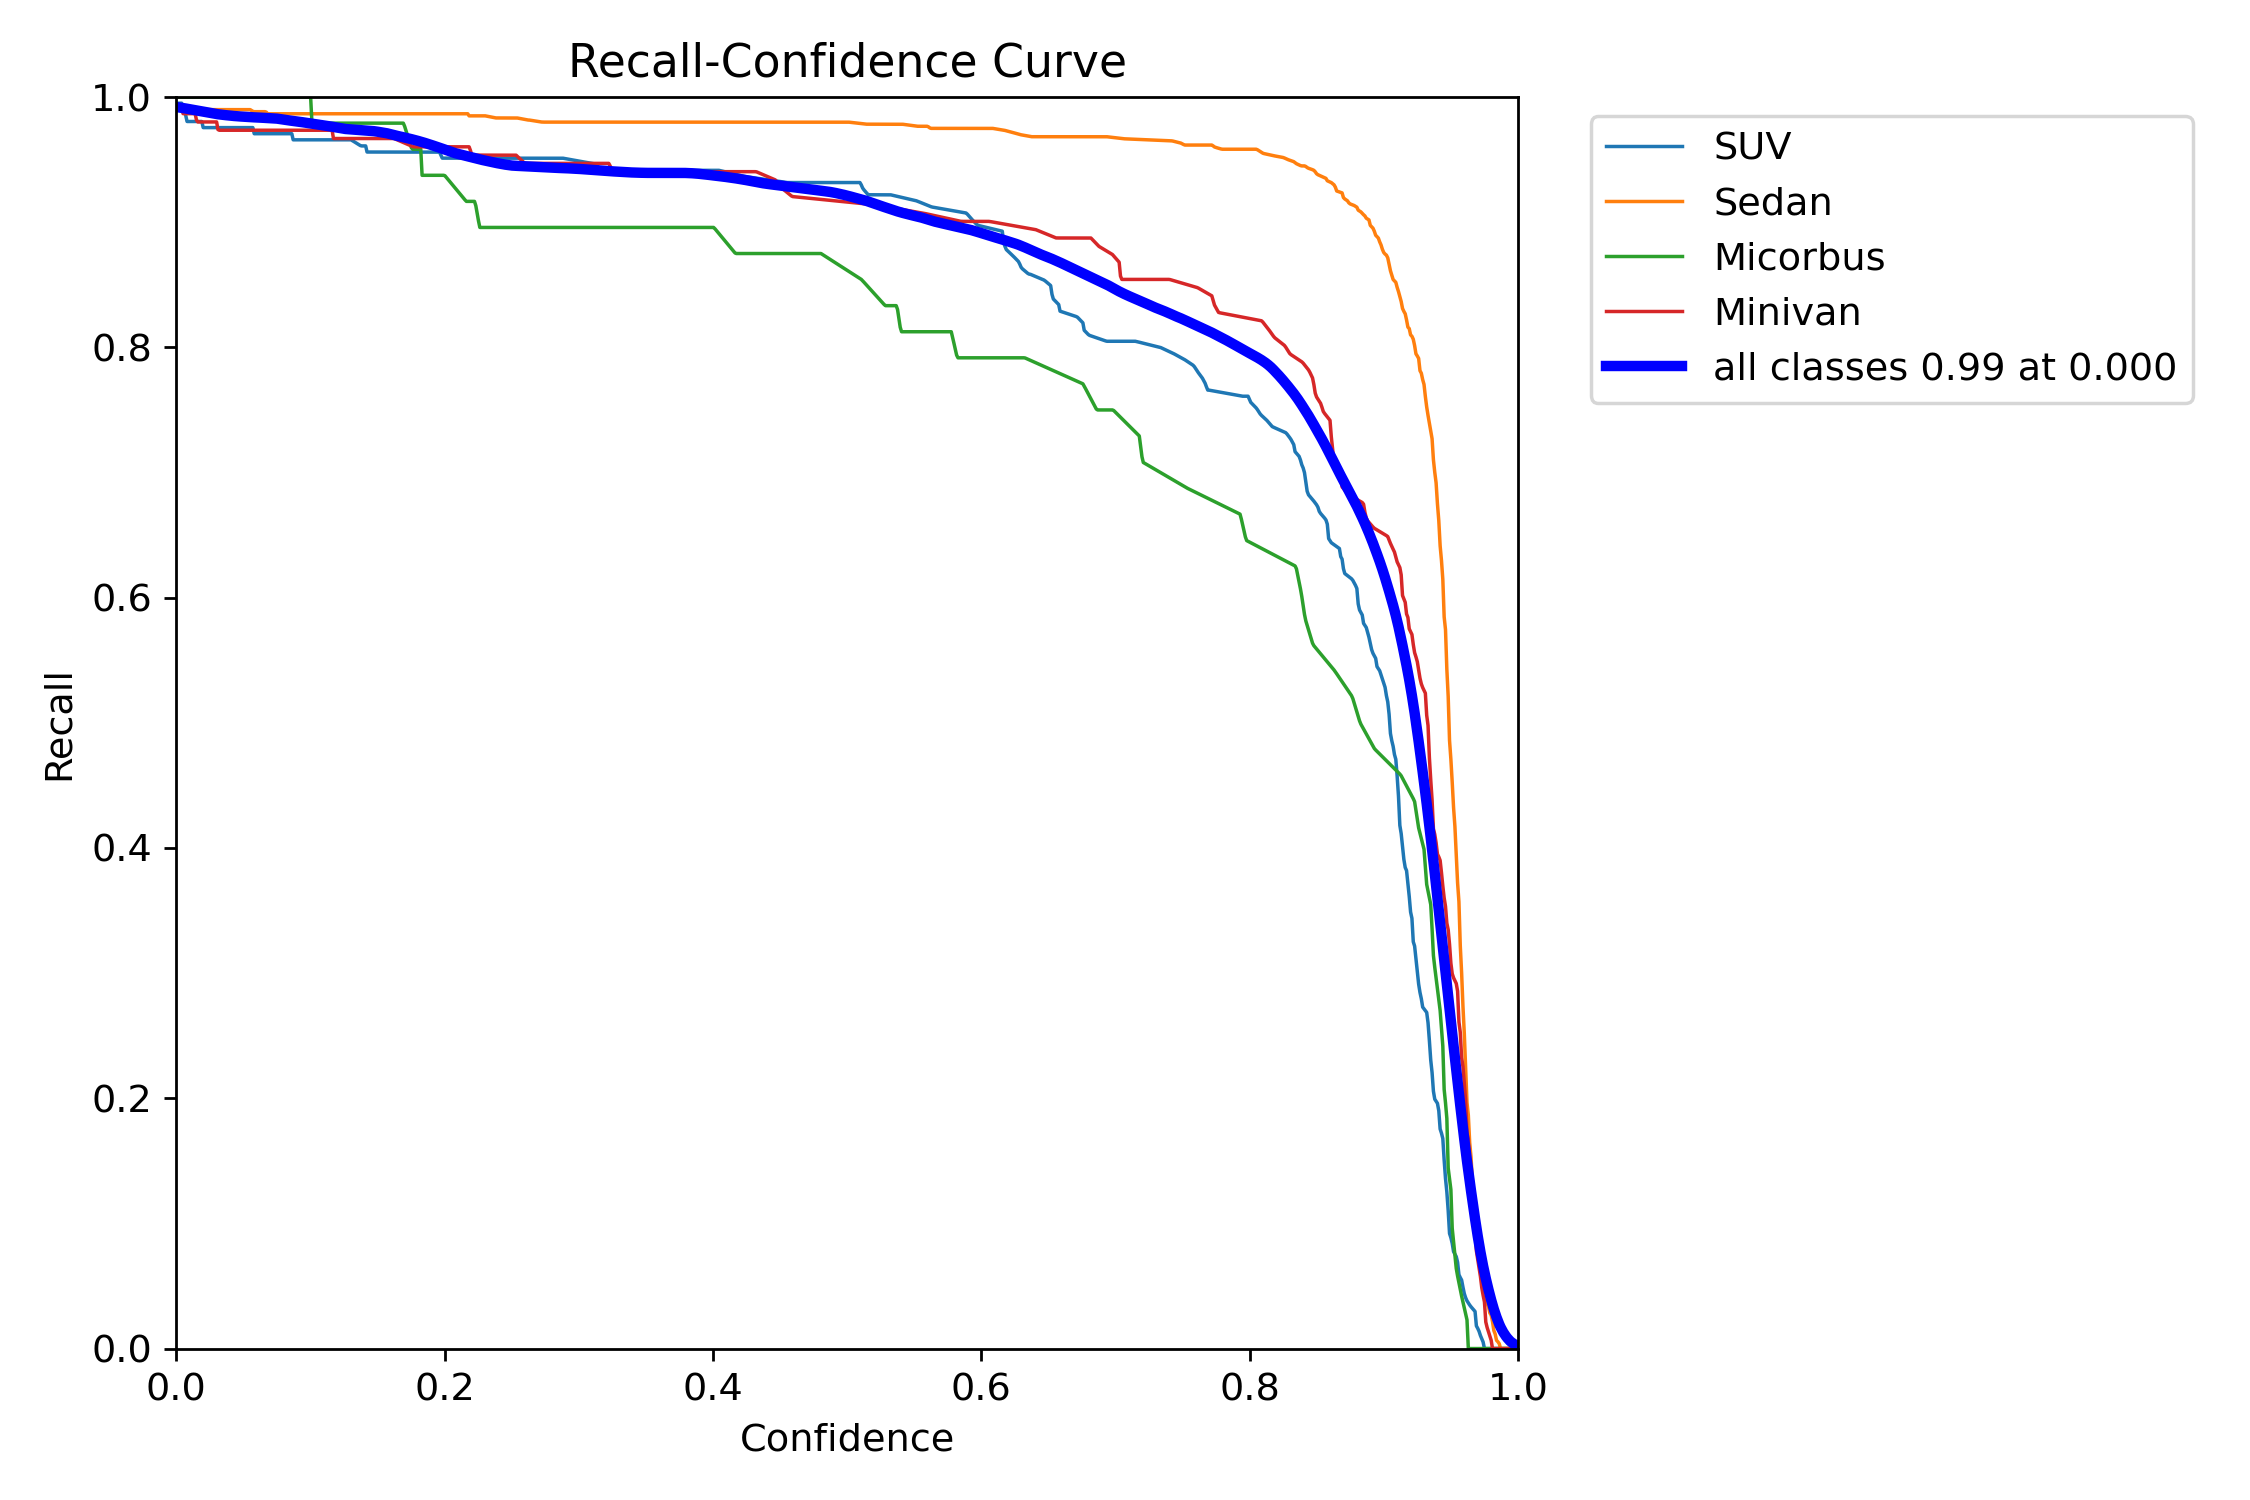 Recall-Confidence Curve
1.0
0.8
0.6
0.4
0.2
0.0
Recall
0.0 0.2 0.4 0.6 0.8 1.0
Confidence
SUV
Sedan
Micorbus
Minivan
all classes 0.99 at 0.000